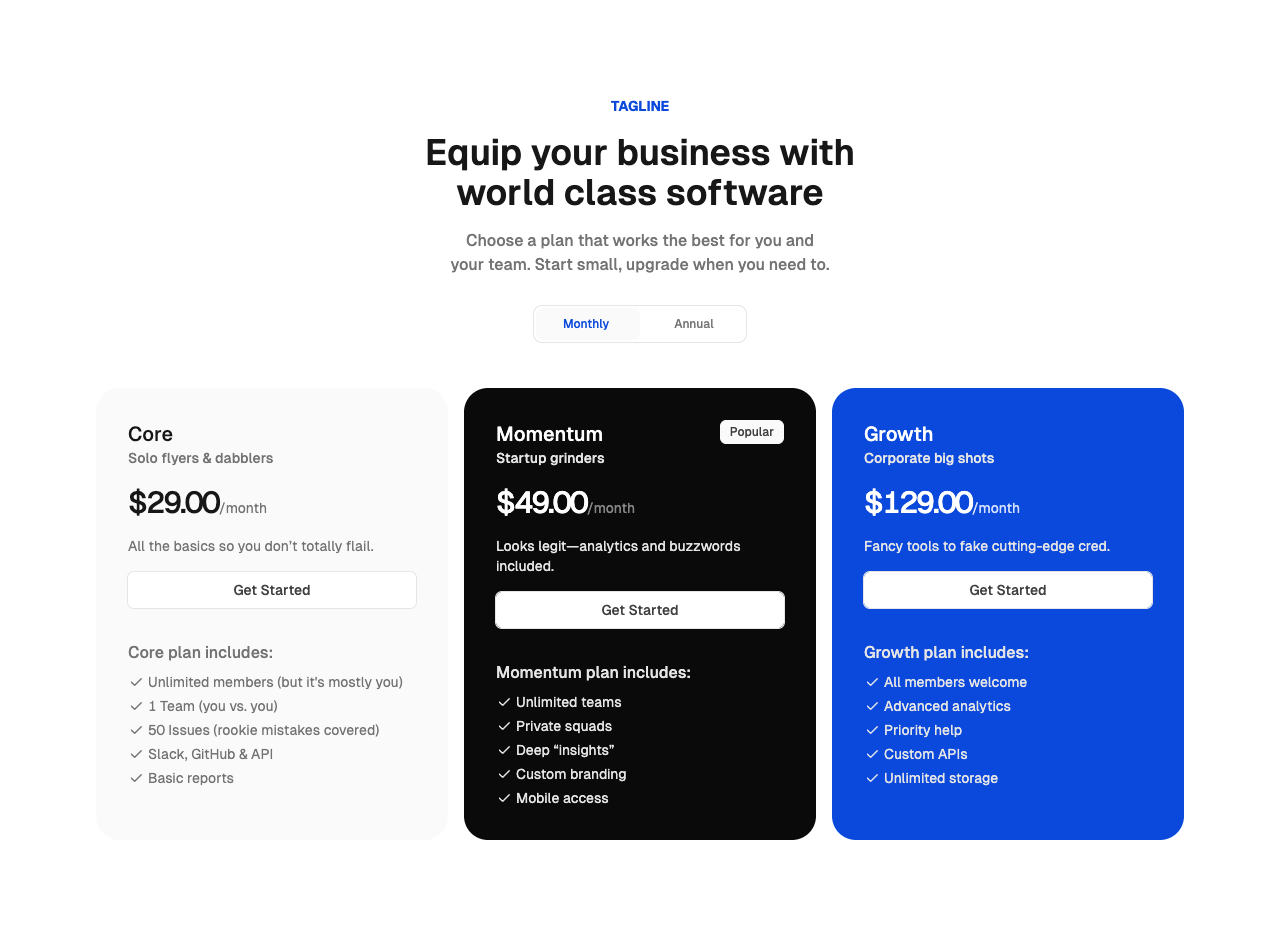 TAGLINE
Equip your business with
world class software
Choose a plan that works the best for you and
your team. Start small, upgrade when you need to.
Monthly
Annual
Core
Solo flyers & dabblers
$29.00/month
All the basics so you don’t totally flail.
Get Started
Core plan includes:
Unlimited members (but it's mostly you)
1 Team (you vs. you)
50 Issues (rookie mistakes covered)
Slack, GitHub & API
Basic reports
Momentum
Popular
Startup grinders
$49.00/month
Looks legit—analytics and buzzwords
included.
Get Started
Momentum plan includes:
Unlimited teams
Private squads
Deep “insights”
Custom branding
Mobile access
Growth
Corporate big shots
$129.00/month
Fancy tools to fake cutting-edge cred.
Get Started
Growth plan includes:
All members welcome
Advanced analytics
Priority help
Custom APIs
Unlimited storage